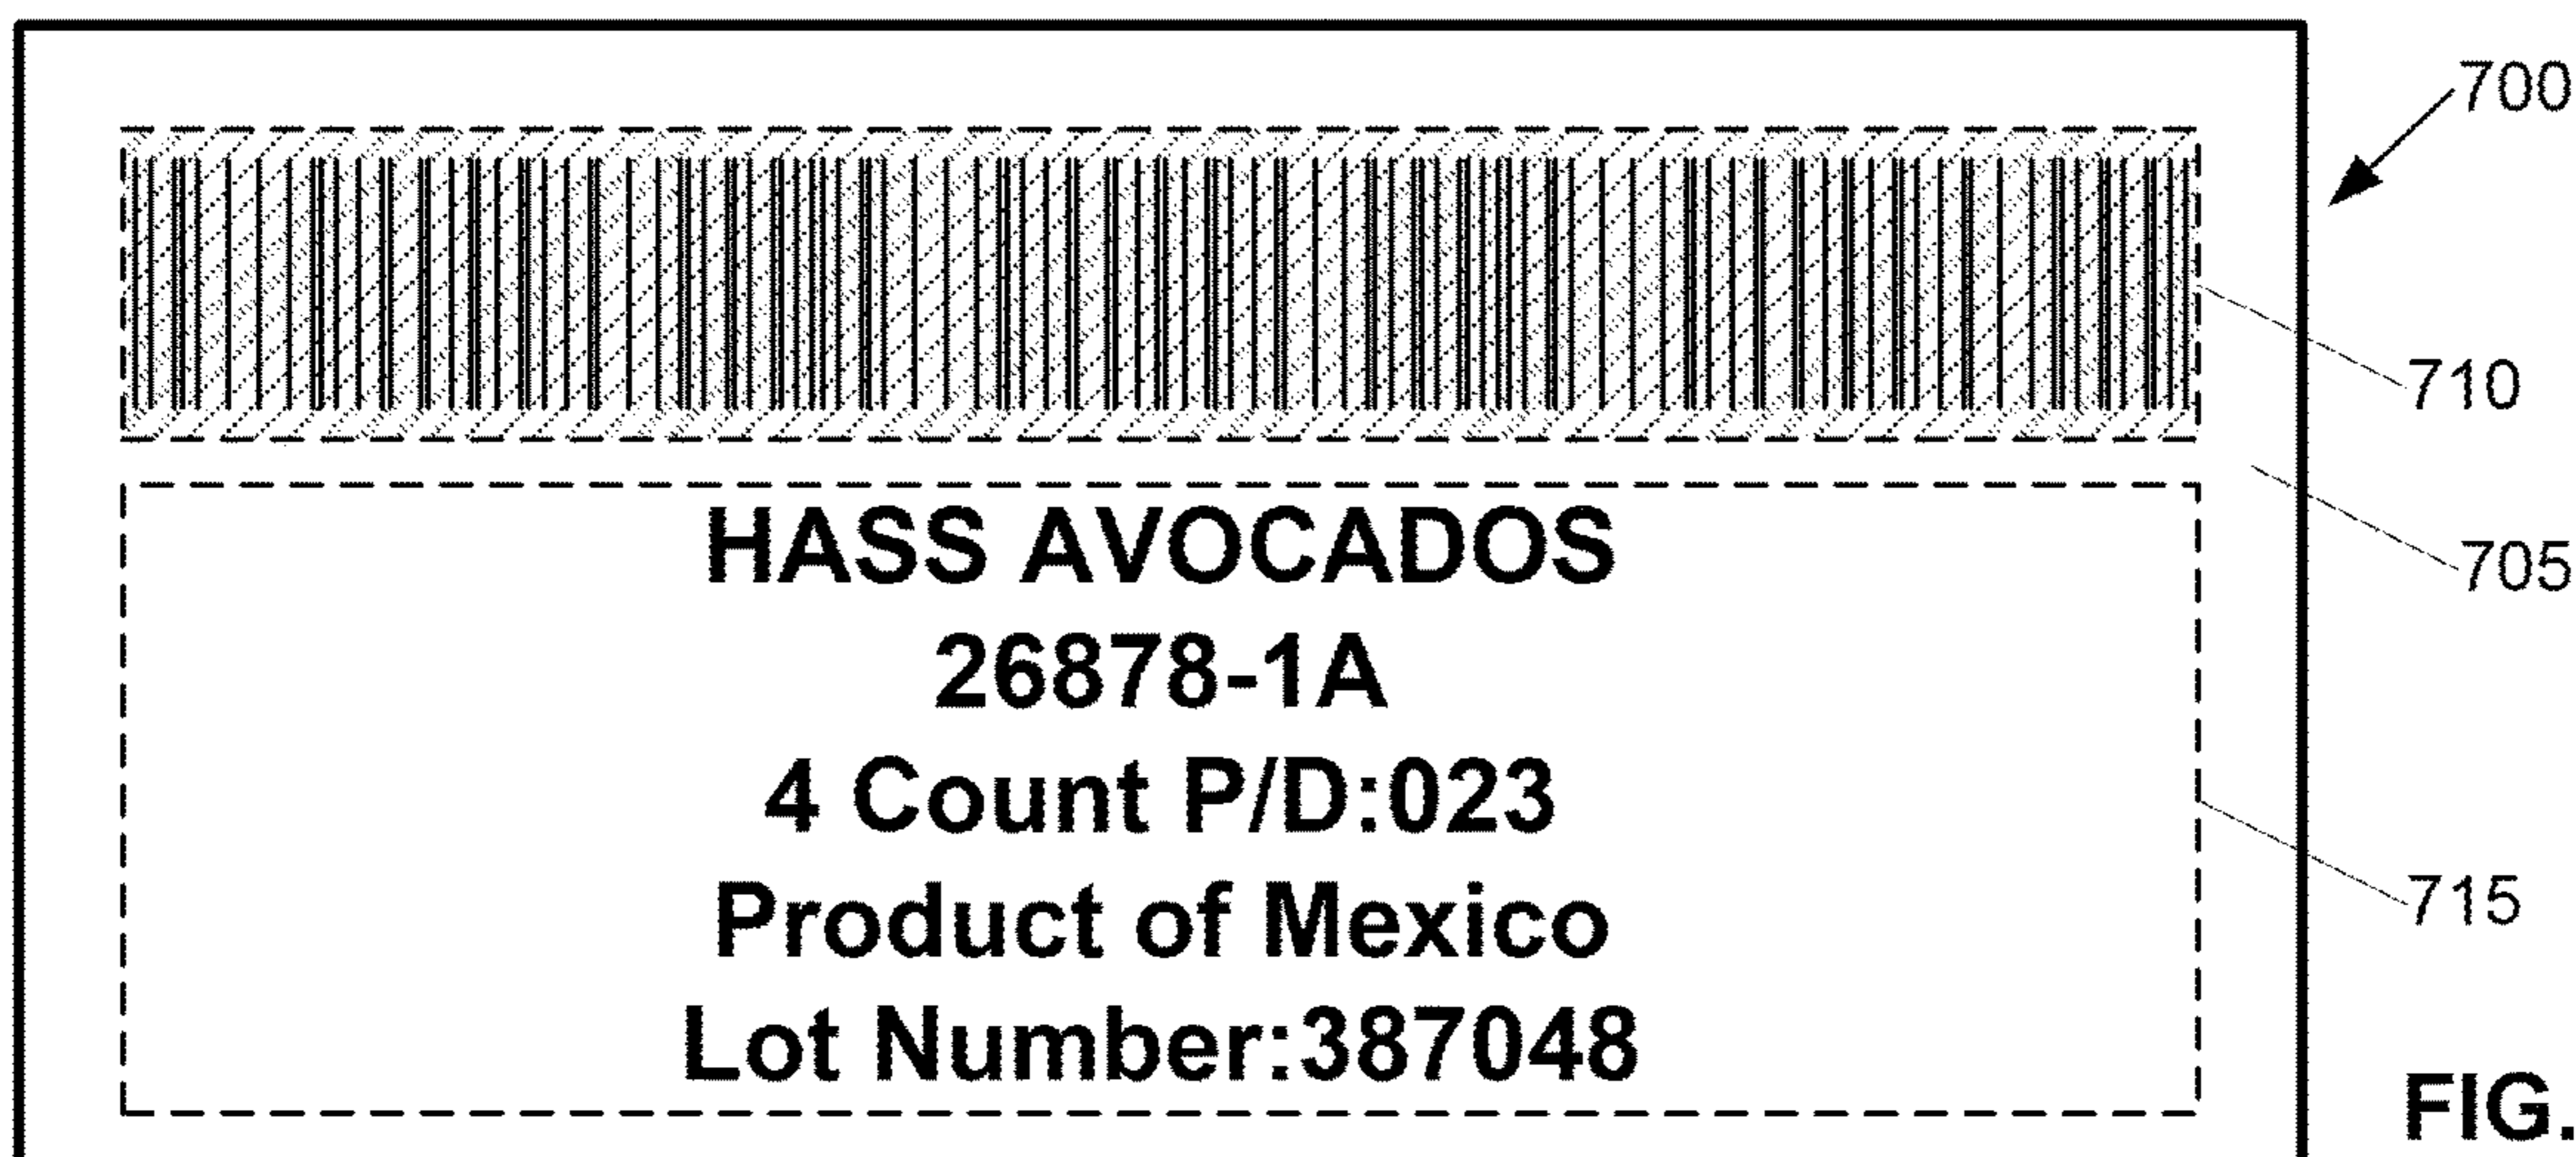 700
710
705
HASS AVOCADOS
26878-1A
4 Count P/D:023
Product of Mexico
715
Lot Number:387048
FIG.